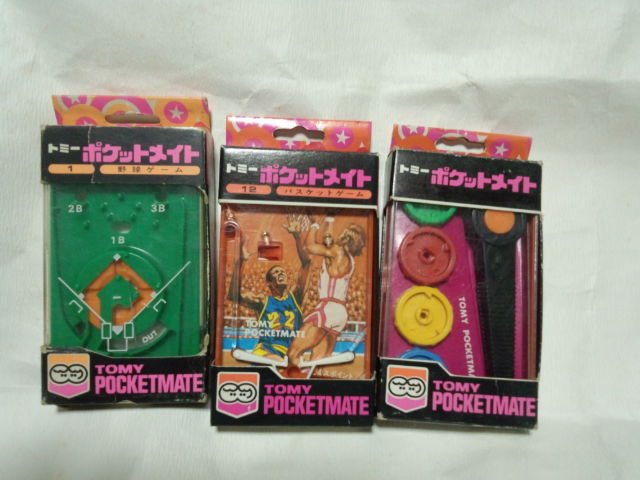 トミー ポケットメイト
1 野球ゲーム
2B 3B
1B
OUT
TOMY
POCKETMATE
トミー ポケットメイト
12 バスケットゲーム
22
TOMY
POCKETMATE
TOMY
POCKETMATE
トミー ポケットメイト
TOMY POCKETM
TOMY
POCKETMATE